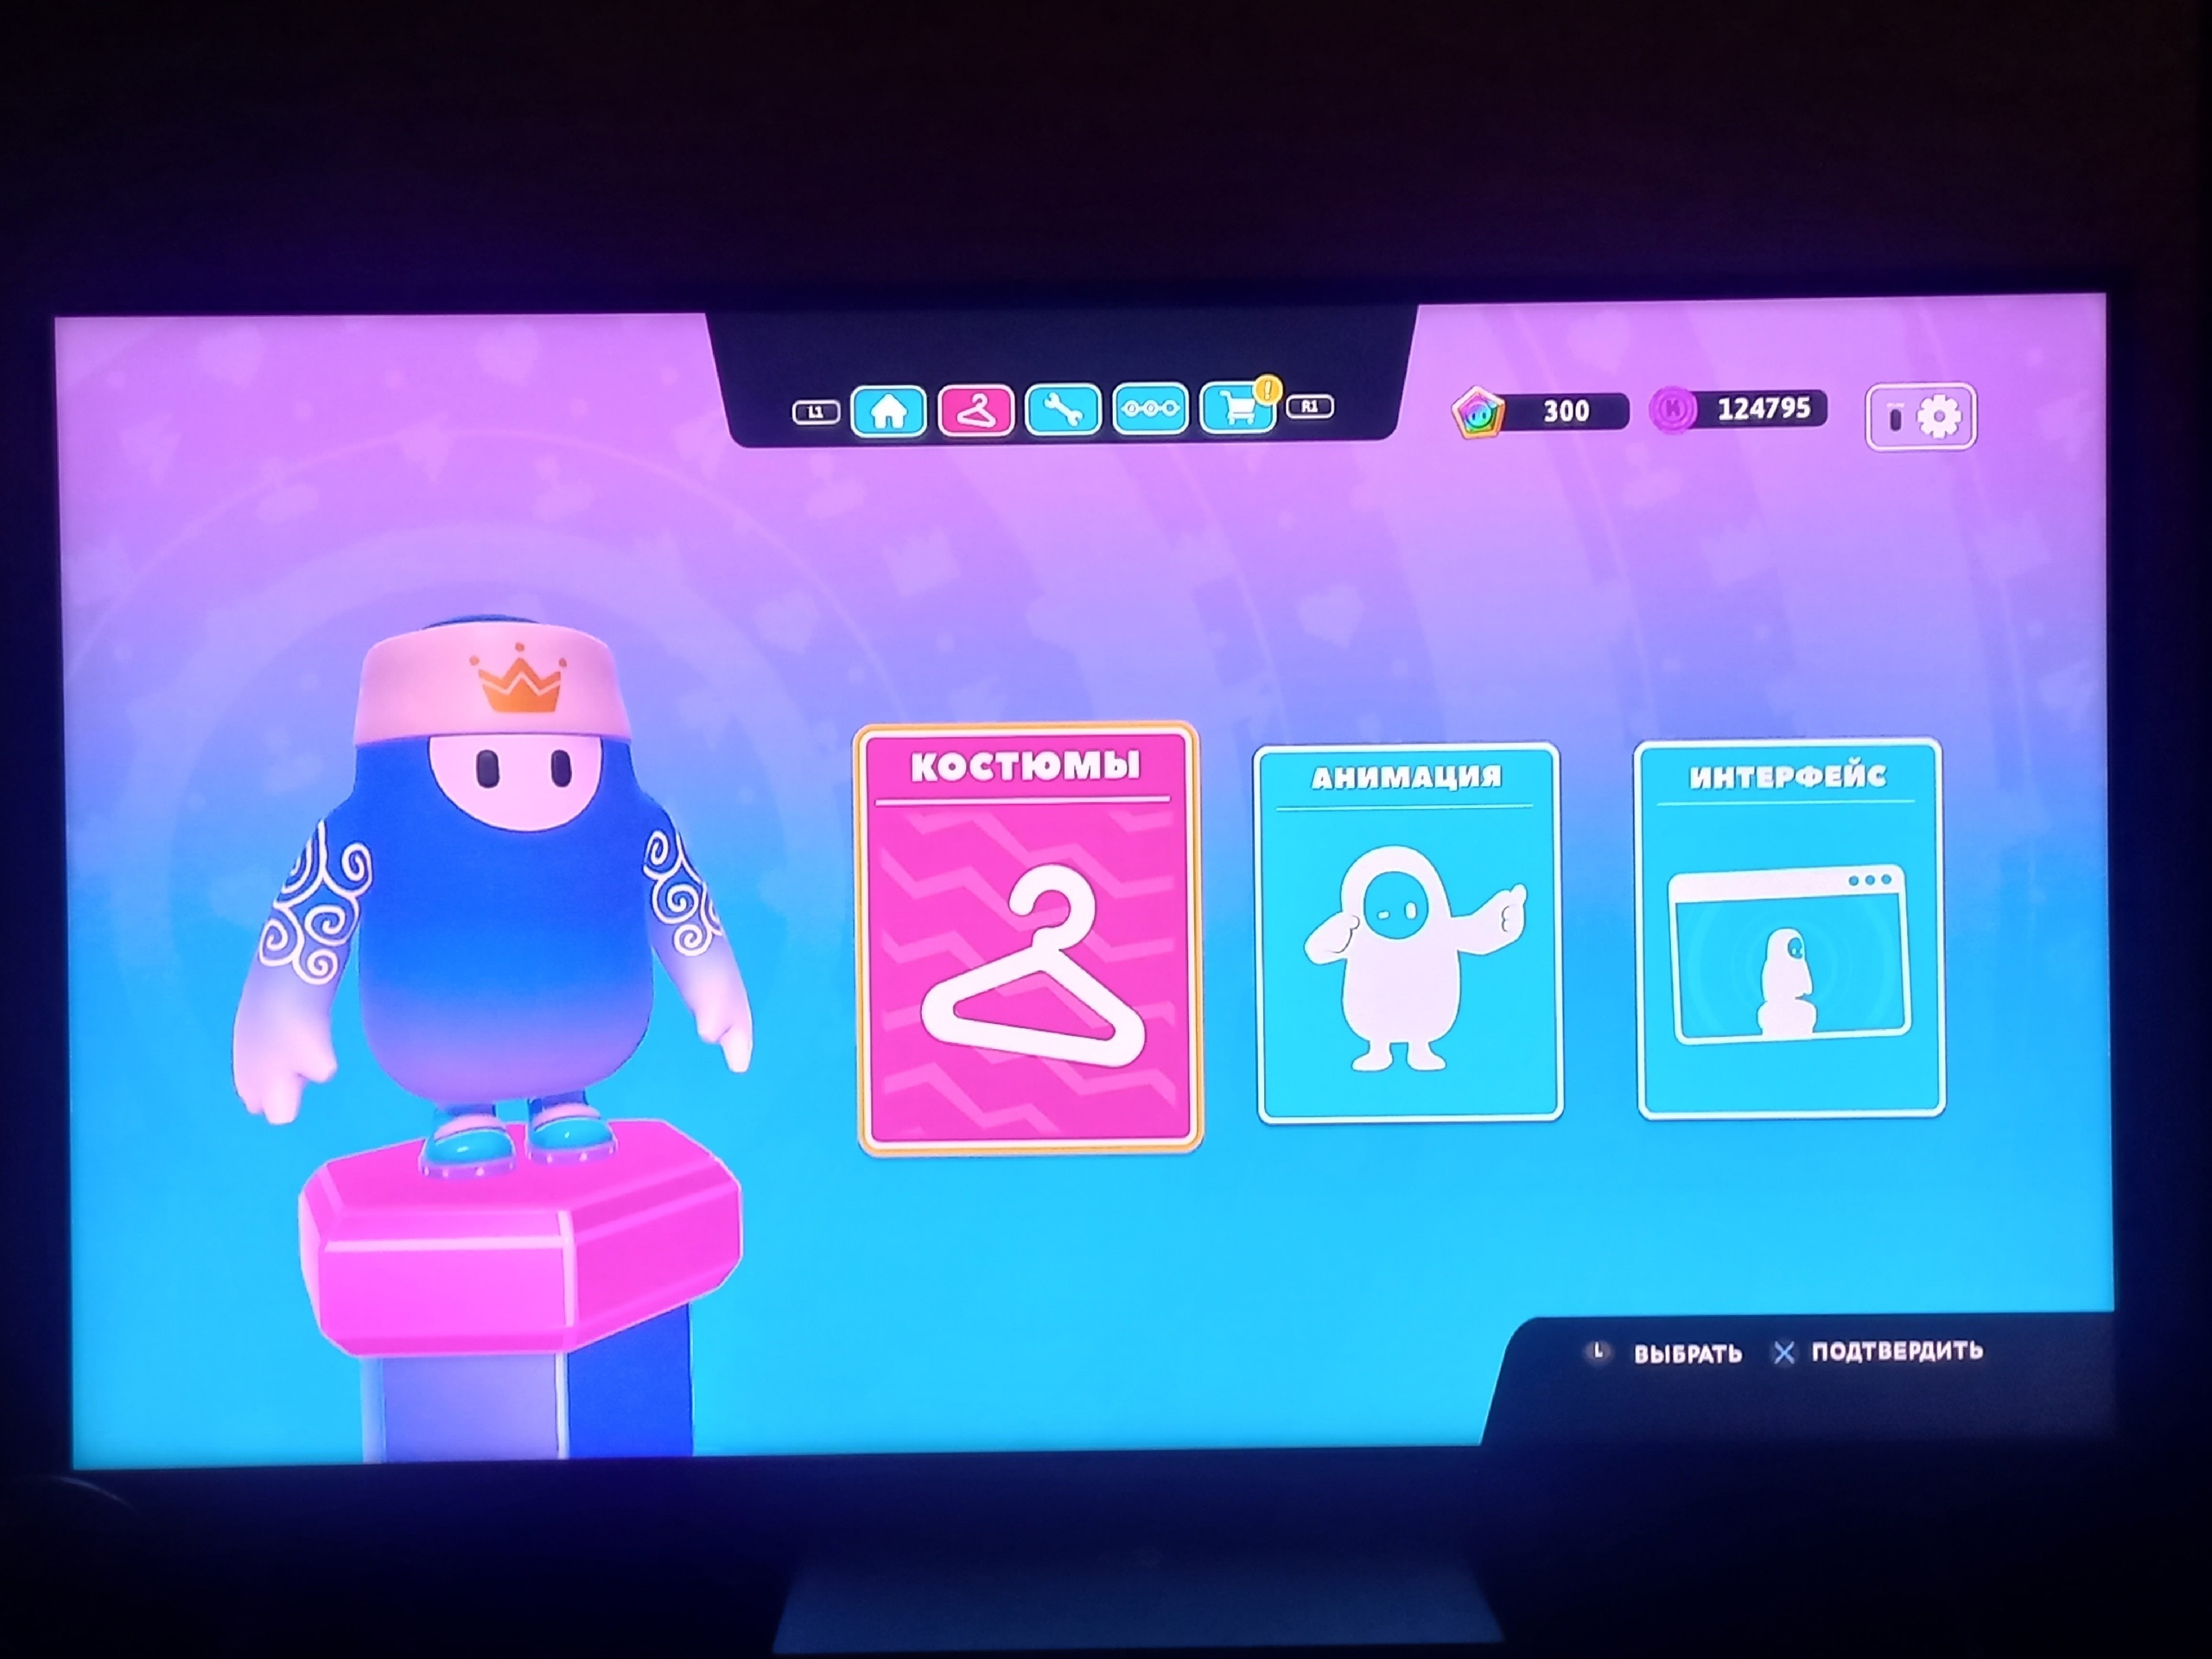 L1
R1
300
K 124795
КОСТЮМЫ
АНИМАЦИЯ
ИНТЕРФЕЙС
L ВЫБРАТЬ
ПОДТВЕРДИТЬ